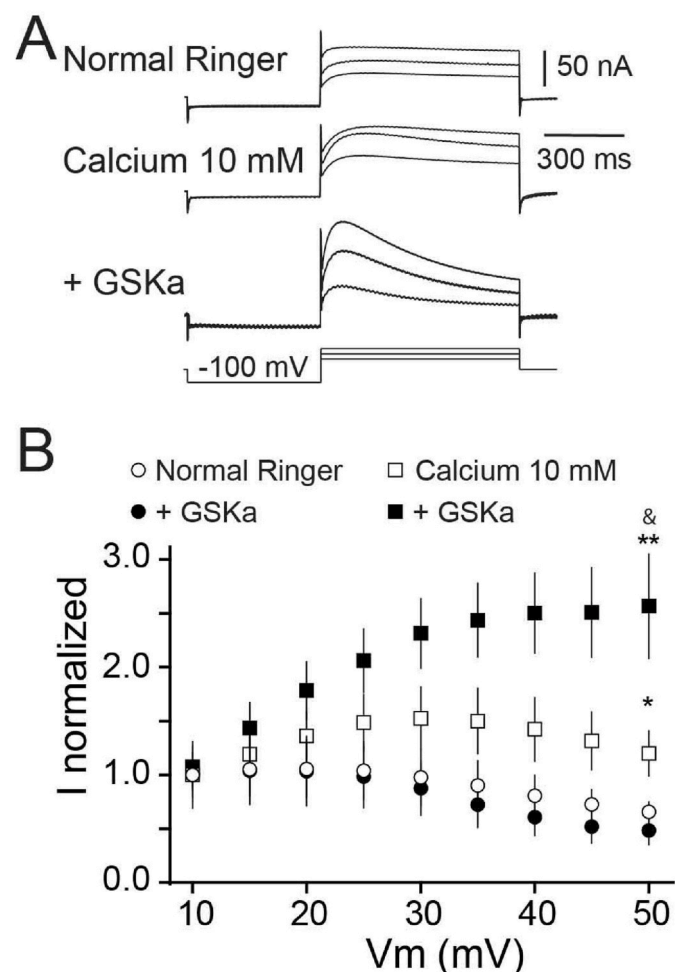 A
Normal Ringer
50 nA
Calcium 10 mM
300 ms
+ GSKa
-100 mV
B
Normal Ringer Calcium 10 mM
+ GSKa + GSKa
&
**
*
3.0
2.0
1.0
0.0
I normalized
10 20 30 40 50
Vm (mV)